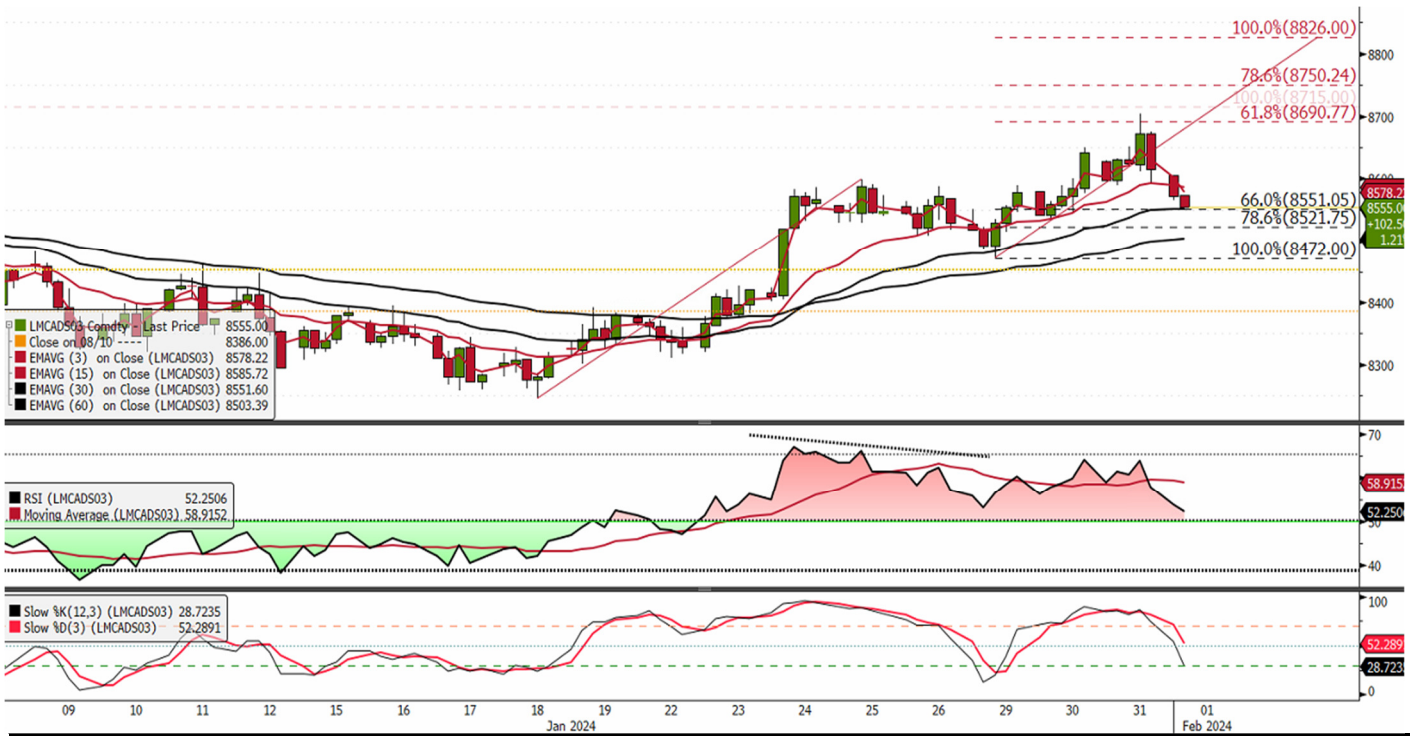 100.0%(8826.00)
8800
78.6%(8750.24)
100.0%(8715.00)
8700
61.8%(8690.77)
8600
8578.22
66.0%(8551.05)
8555.00
78.6%(8521.75)
+102.50
1.21%
100.0%(8472.00)
8400
8300
LMCADS03 Comdty - Last Price 8555.00
Close on 08/10 ----- 8386.00
EMAVG (3) on Close (LMCADS03) 8578.22
EMAVG (15) on Close (LMCADS03) 8585.72
EMAVG (30) on Close (LMCADS03) 8551.60
EMAVG (60) on Close (LMCADS03) 8503.39
70
58.9152
52.2506
50
40
RSI (LMCADS03) 52.2506
Moving Average (LMCADS03) 58.9152
100
52.2891
28.7235
0
Slow %K(12,3) (LMCADS03) 28.7235
Slow %D(3) (LMCADS03) 52.2891
09 10 11 12 15 16 17 18 19 22 23 24 25 26 29 30 31 01
Jan 2024 Feb 2024